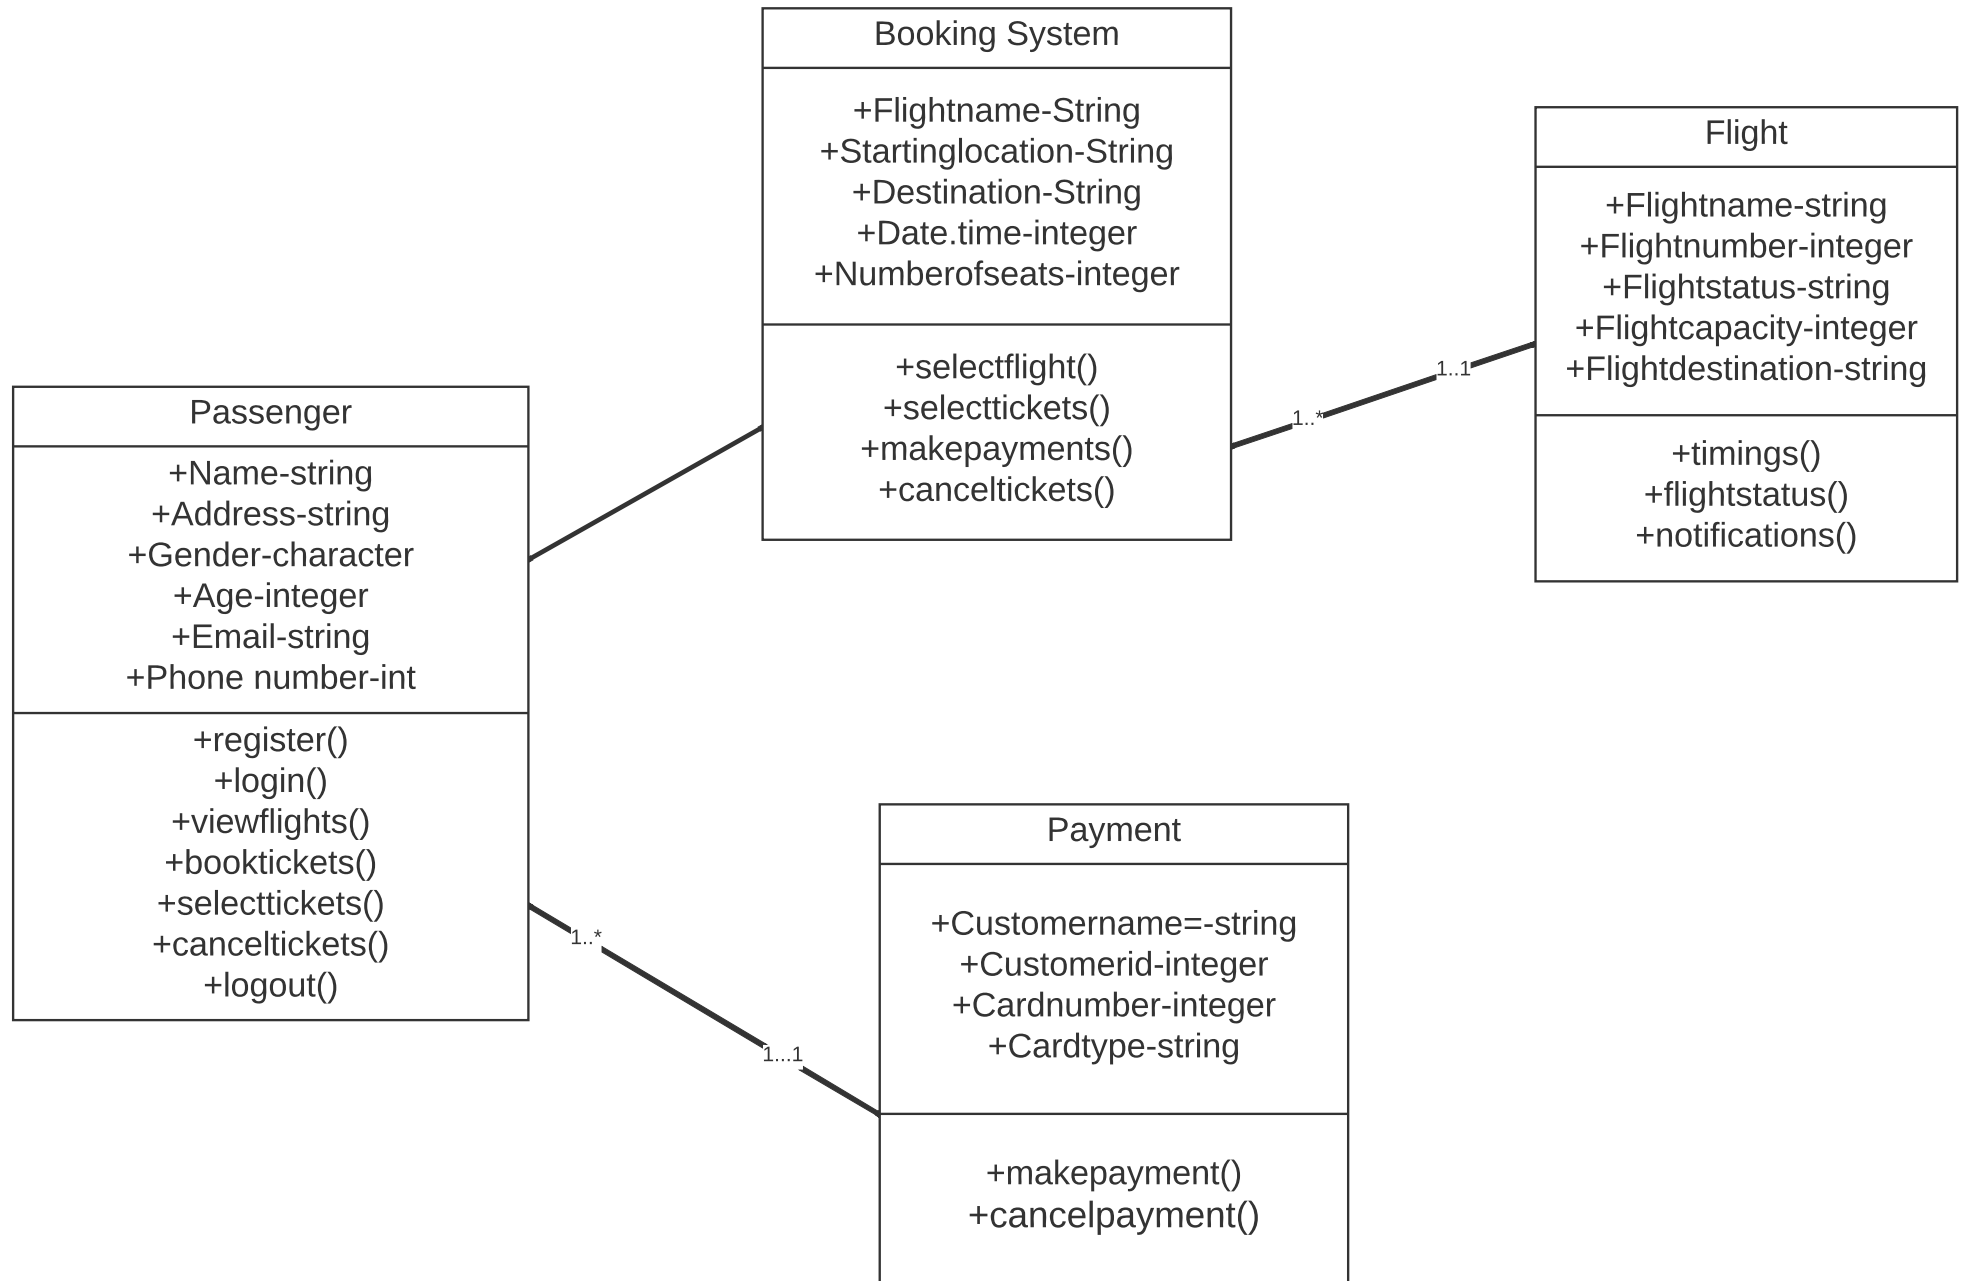 Booking System
+Flightname-String
+Startinglocation-String
+Destination-String
+Date.time-integer
+Numberofseats-integer
+selectflight()
+selecttickets()
+makepayments()
+canceltickets()
Flight
+Flightname-string
+Flightnumber-integer
+Flightstatus-string
+Flightcapacity-integer
+Flightdestination-string
+timings()
+flightstatus()
+notifications()
1..1
1..*
Passenger
+Name-string
+Address-string
+Gender-character
+Age-integer
+Email-string
+Phone number-int
+register()
+login()
+viewflights()
+booktickets()
+selecttickets()
+canceltickets()
+logout()
1..*
1...1
Payment
+Customername=-string
+Customerid-integer
+Cardnumber-integer
+Cardtype-string
+makepayment()
+cancelpayment()